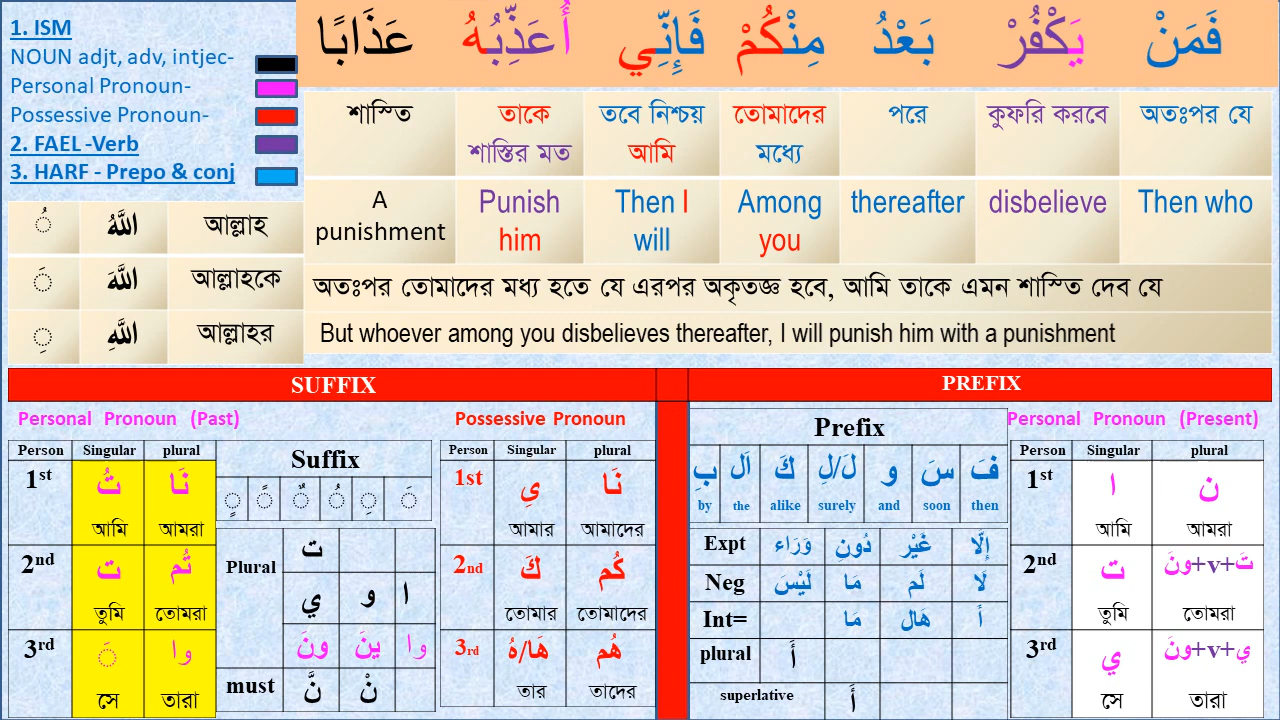 1. ISM
NOUN adjt, adv, intjec-
Personal Pronoun-
Possessive Pronoun-
2. FAEL -Verb
3. HARF - Prepo & conj
فَمَنْ يَكْفُرْ بَعْدُ مِنْكُمْ فَإِنِّي أُعَذِّبُهُ عَذَابًا
শাস্তি তাকে তবে নিশ্চয় তোমাদের পরে কুফরি করবে অতঃপর যে
শাস্তির মত আমি মধ্যে
A Punish Then I Among thereafter disbelieve Then who
punishment him will you
অতঃপর তোমাদের মধ্য হতে যে এরপর অকৃতজ্ঞ হবে, আমি তাকে এমন শাস্তি দেব যে
But whoever among you disbelieves thereafter, I will punish him with a punishment
ُ اللَّهُ আল্লাহ
َ اللَّهَ আল্লাহকে
ِ اللَّهِ আল্লাহর
SUFFIX
Personal Pronoun (Past)
Person Singular plural
1st تُ نَا
আমি আমরা
2nd ت تُم
তুমি তোমরা
3rd َ وا
সে তারা
Suffix
ٍ ً ٌ ُ ِ َ
Plural ت
ي و ا
ونَ ينَ وا
must نَّ نْ
Possessive Pronoun
Person Singular plural
1st ي نَا
আমার আমাদের
2nd كَ كُم
তোমার তোমাদের
3rd هَا/هُ هُم
তার তাদের
PREFIX
Prefix
بِ اَل كَ لَ/لِ و سَ فَ
by the alike surely and soon then
Expt وَرَاء دُونِ غَيْر إِلَّا
Neg لَيْسَ مَا لَم لَا
Int= مَا هَال أَ
plural أَ
superlative أَ
Personal Pronoun (Present)
Person Singular plural
1st ا ن
আমি আমরা
2nd ت تَ+v+ونَ
তুমি তোমরা
3rd ي ي+v+ونَ
সে তারা